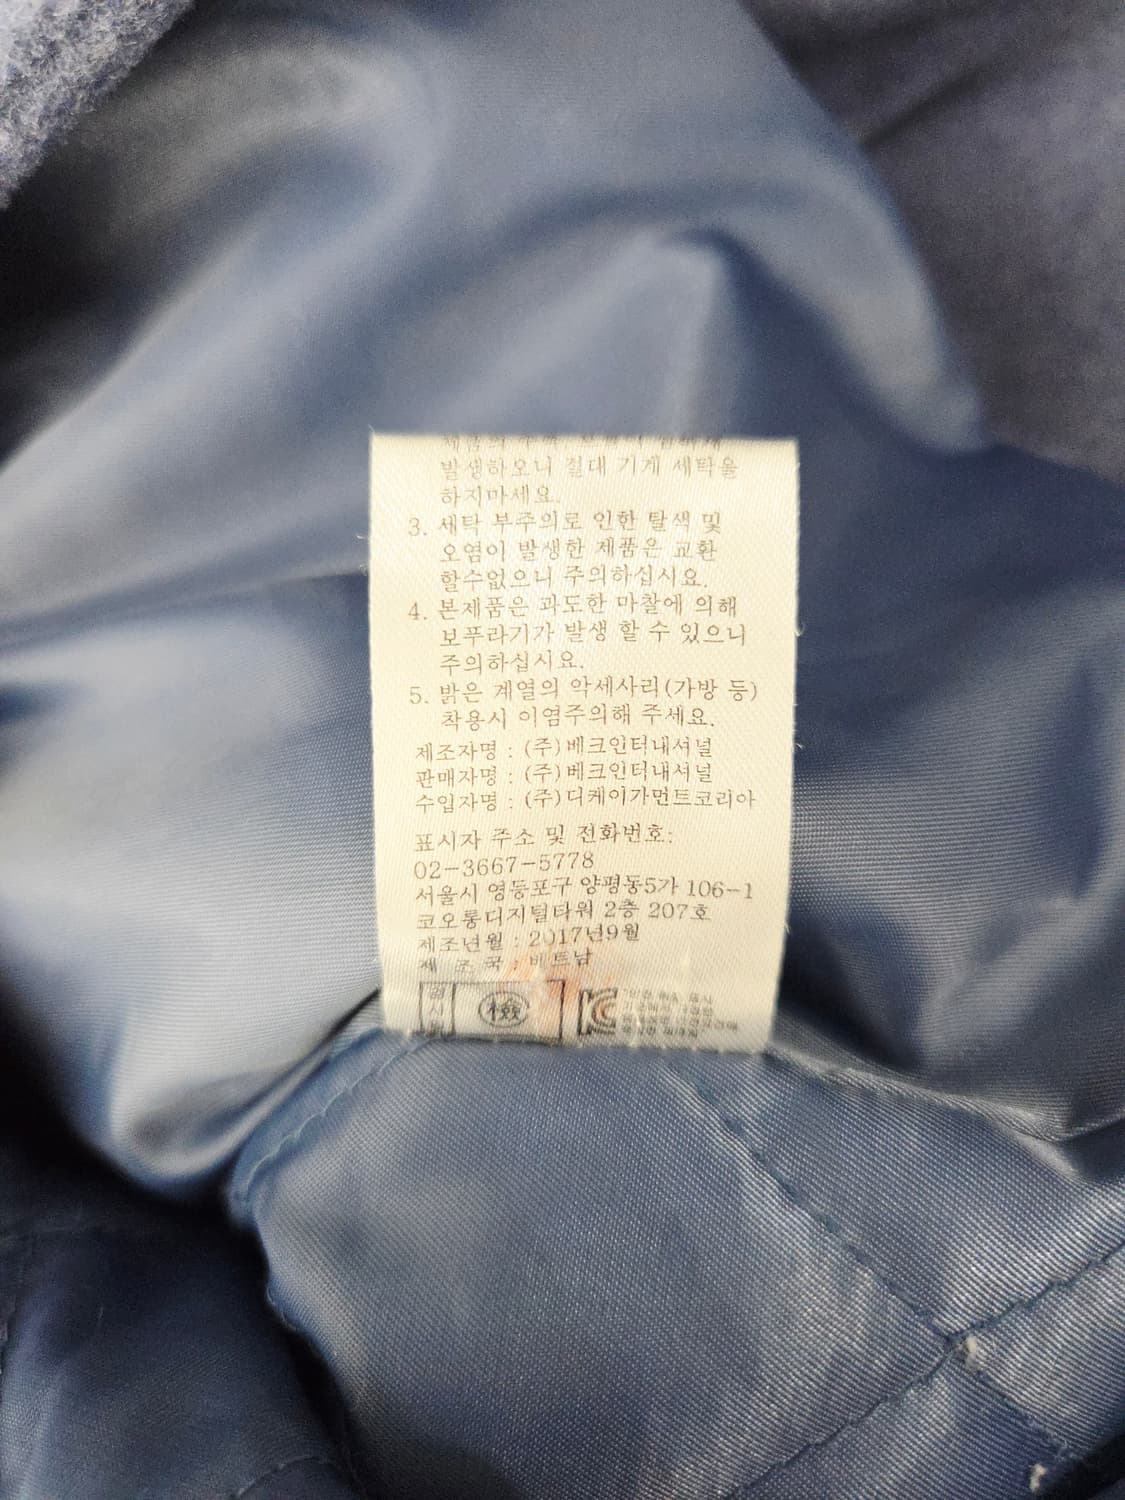 발생하오니 절대 기계 세탁을
하지마세요.
3. 세탁 부주의로 인한 탈색 및
오염이 발생한 제품은 교환
할수없으니 주의하십시요.
4. 본제품은 과도한 마찰에 의해
보푸라기가 발생 할 수 있으니
주의하십시요.
5. 밝은 계열의 악세사리(가방 등)
착용시 이염주의해 주세요.
제조자명 : (주)베크인터내셔널
판매자명 : (주)베크인터내셔널
수입자명 : (주)디케이가먼트코리아
표시자 주소 및 전화번호:
02-3667-5778
서울시 영등포구 양평동5가 106-1
코오롱디지털타워 2층 207호
제조년월 : 2017년9월
제 조 국 : 베트남
檢